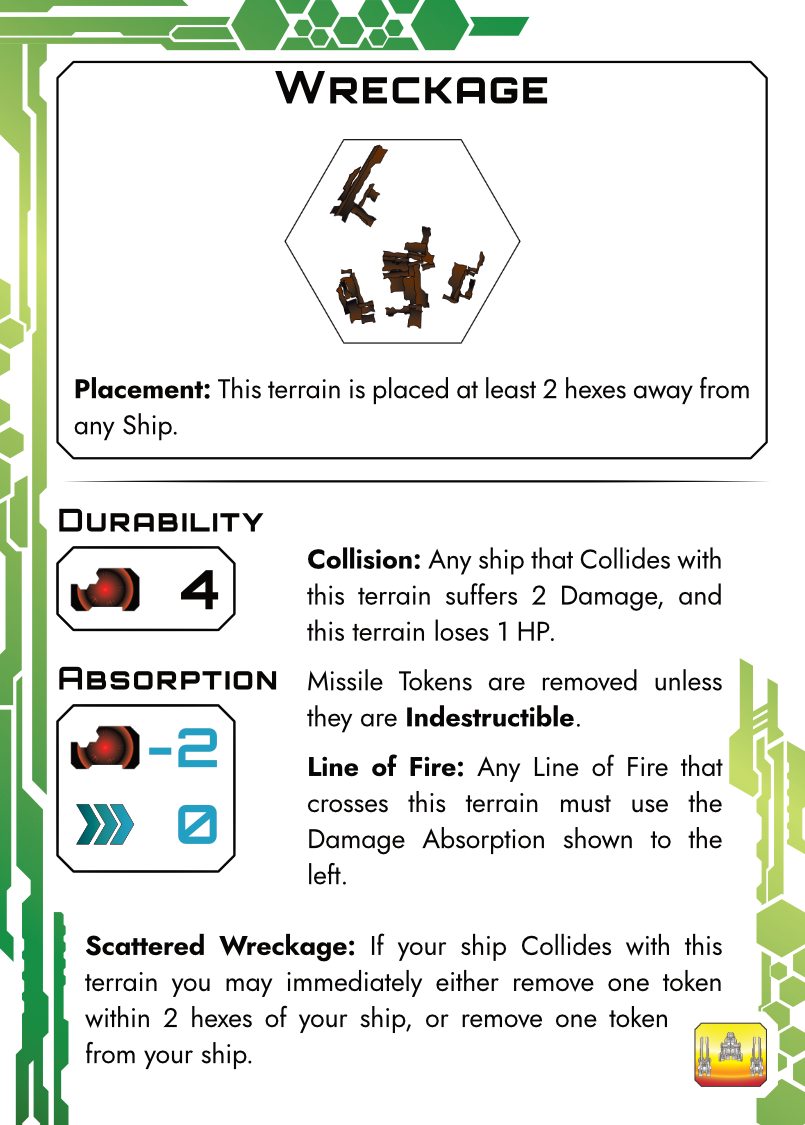 WRECKAGE
Placement: This terrain is placed at least 2 hexes away from
any Ship.
DURABILITY
4
Collision: Any ship that Collides with
this terrain suffers 2 Damage, and
this terrain loses 1 HP.
ABSORPTION
-2
0
Missile Tokens are removed unless
they are Indestructible.
Line of Fire: Any Line of Fire that
crosses this terrain must use the
Damage Absorption shown to the
left.
Scattered Wreckage: If your ship Collides with this
terrain you may immediately either remove one token
within 2 hexes of your ship, or remove one token
from your ship.